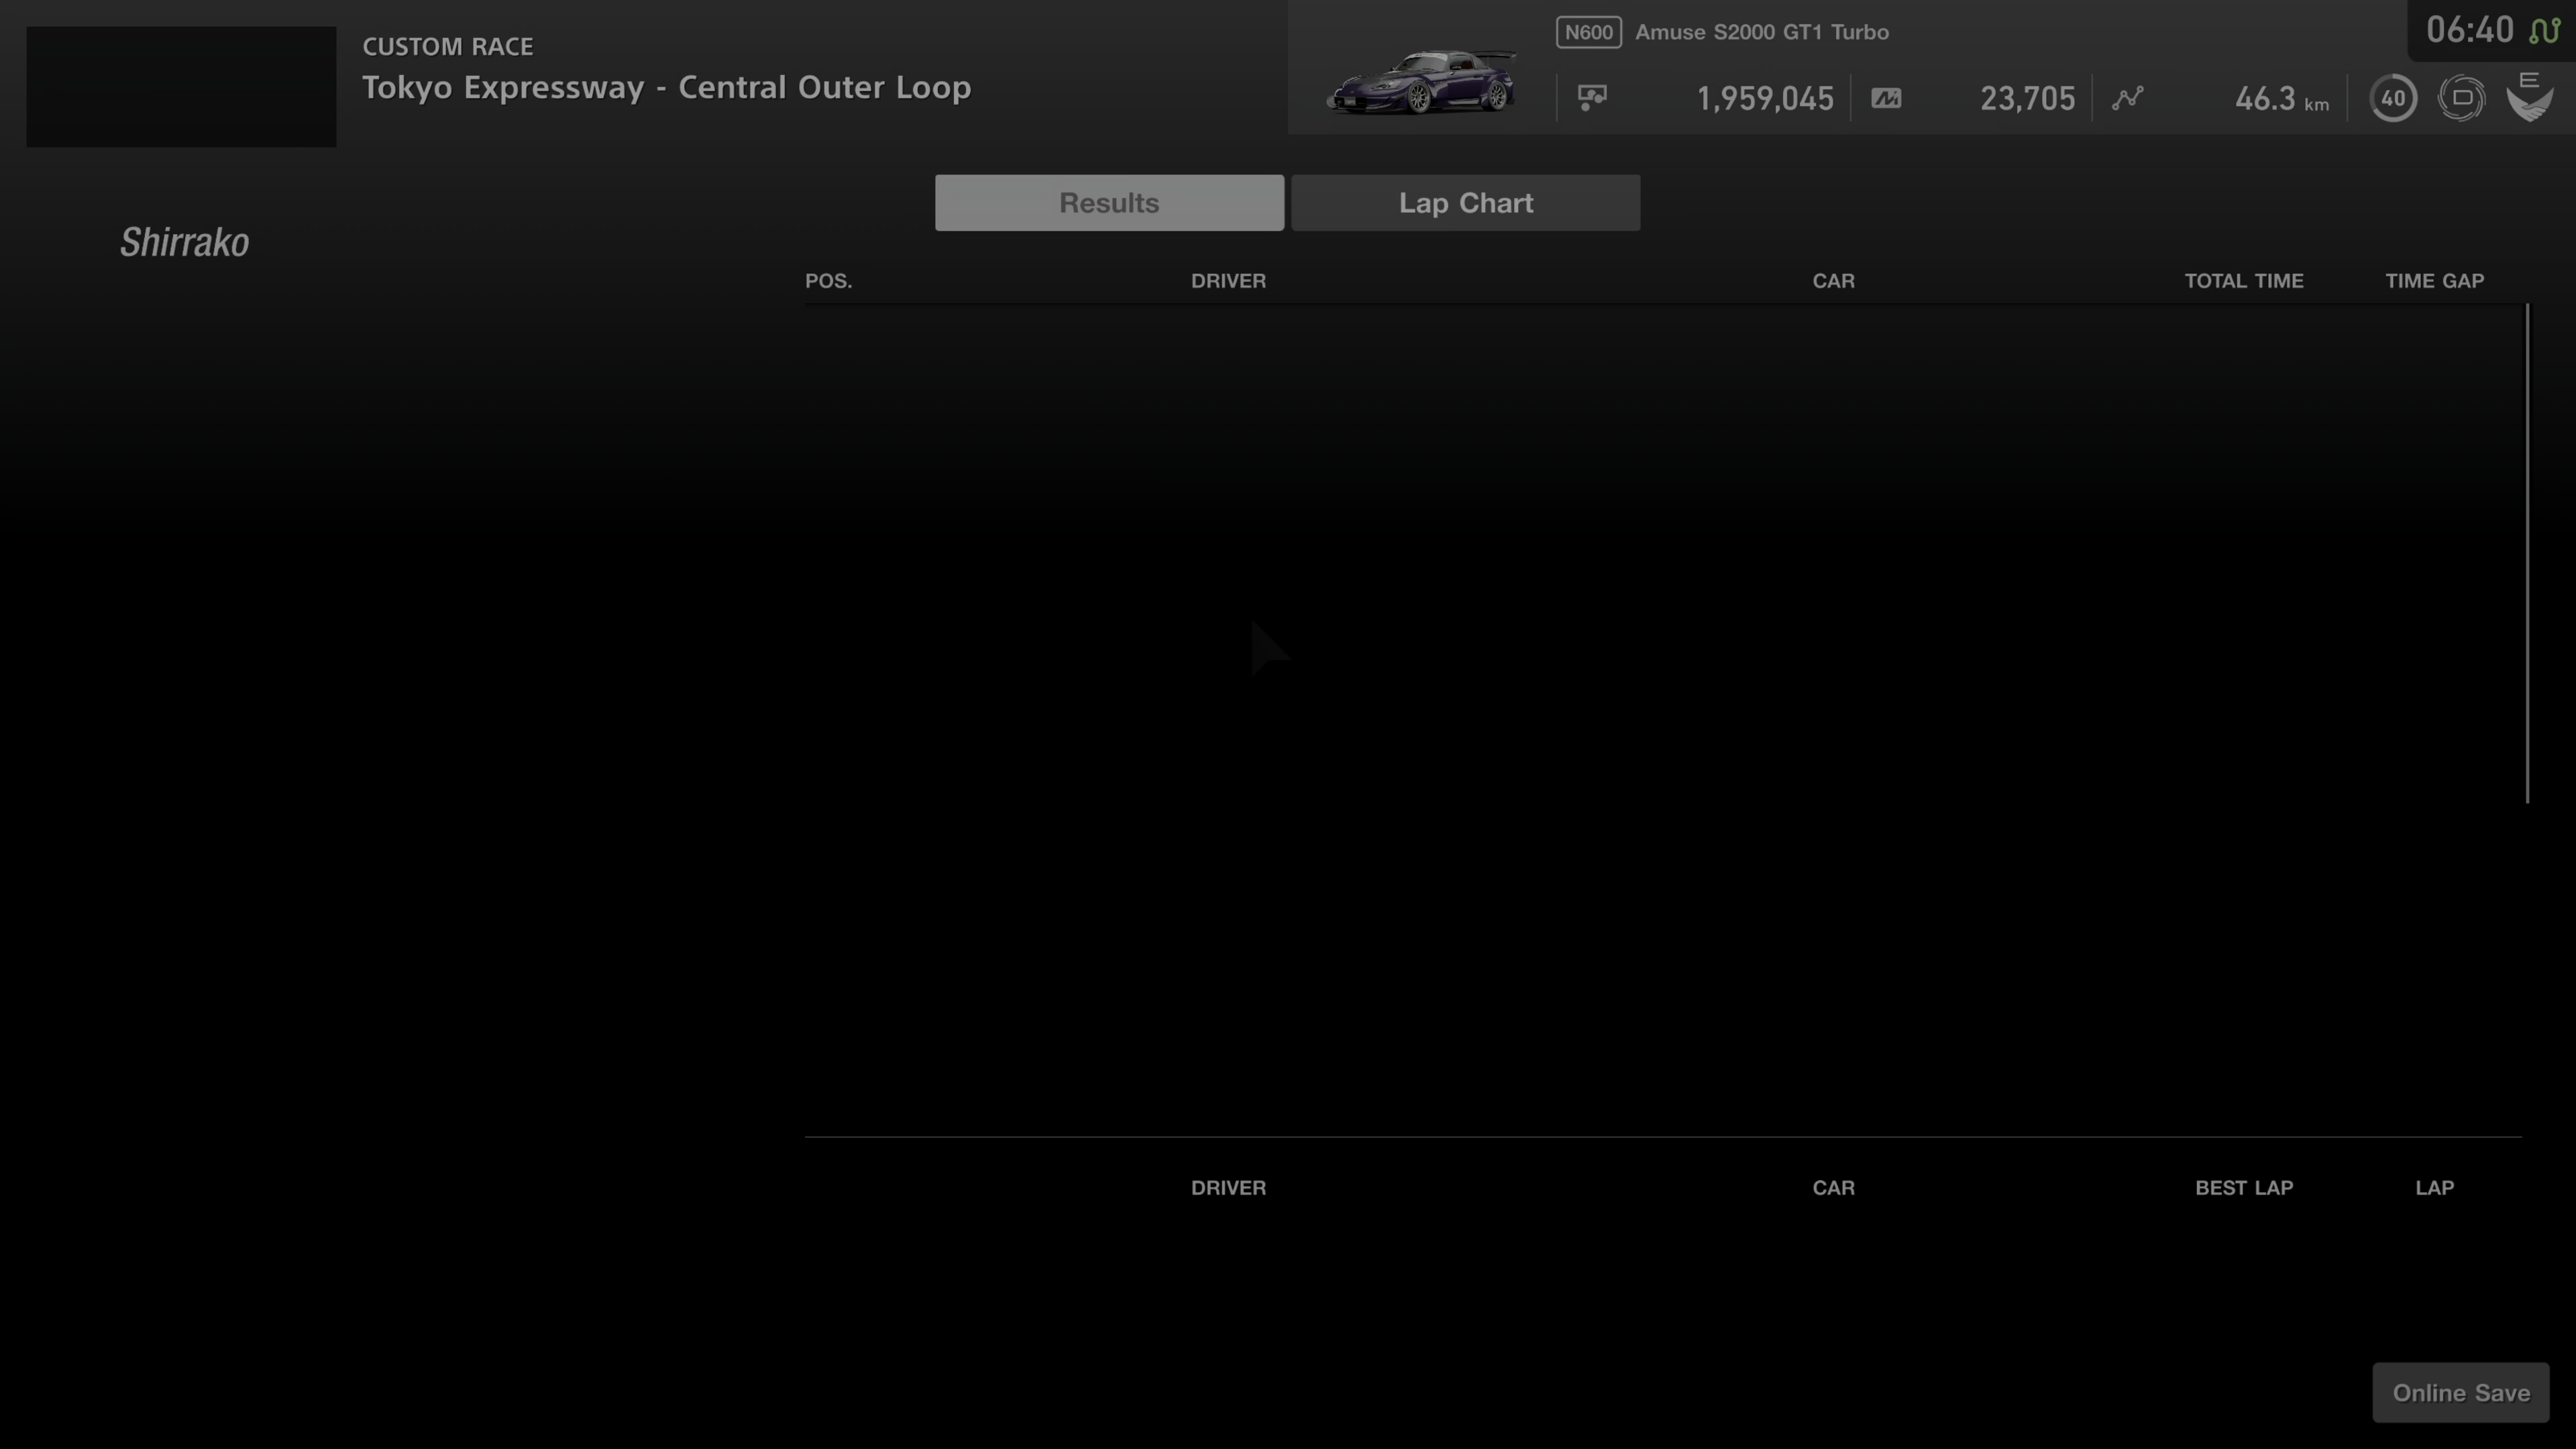 CUSTOM RACE
Tokyo Expressway - Central Outer Loop
N600 Amuse S2000 GT1 Turbo
06:40
1,959,045
23,705
46.3 km
40
D
E
Results
Lap Chart
Shirrako
POS. DRIVER CAR TOTAL TIME TIME GAP
DRIVER CAR BEST LAP LAP
Online Save